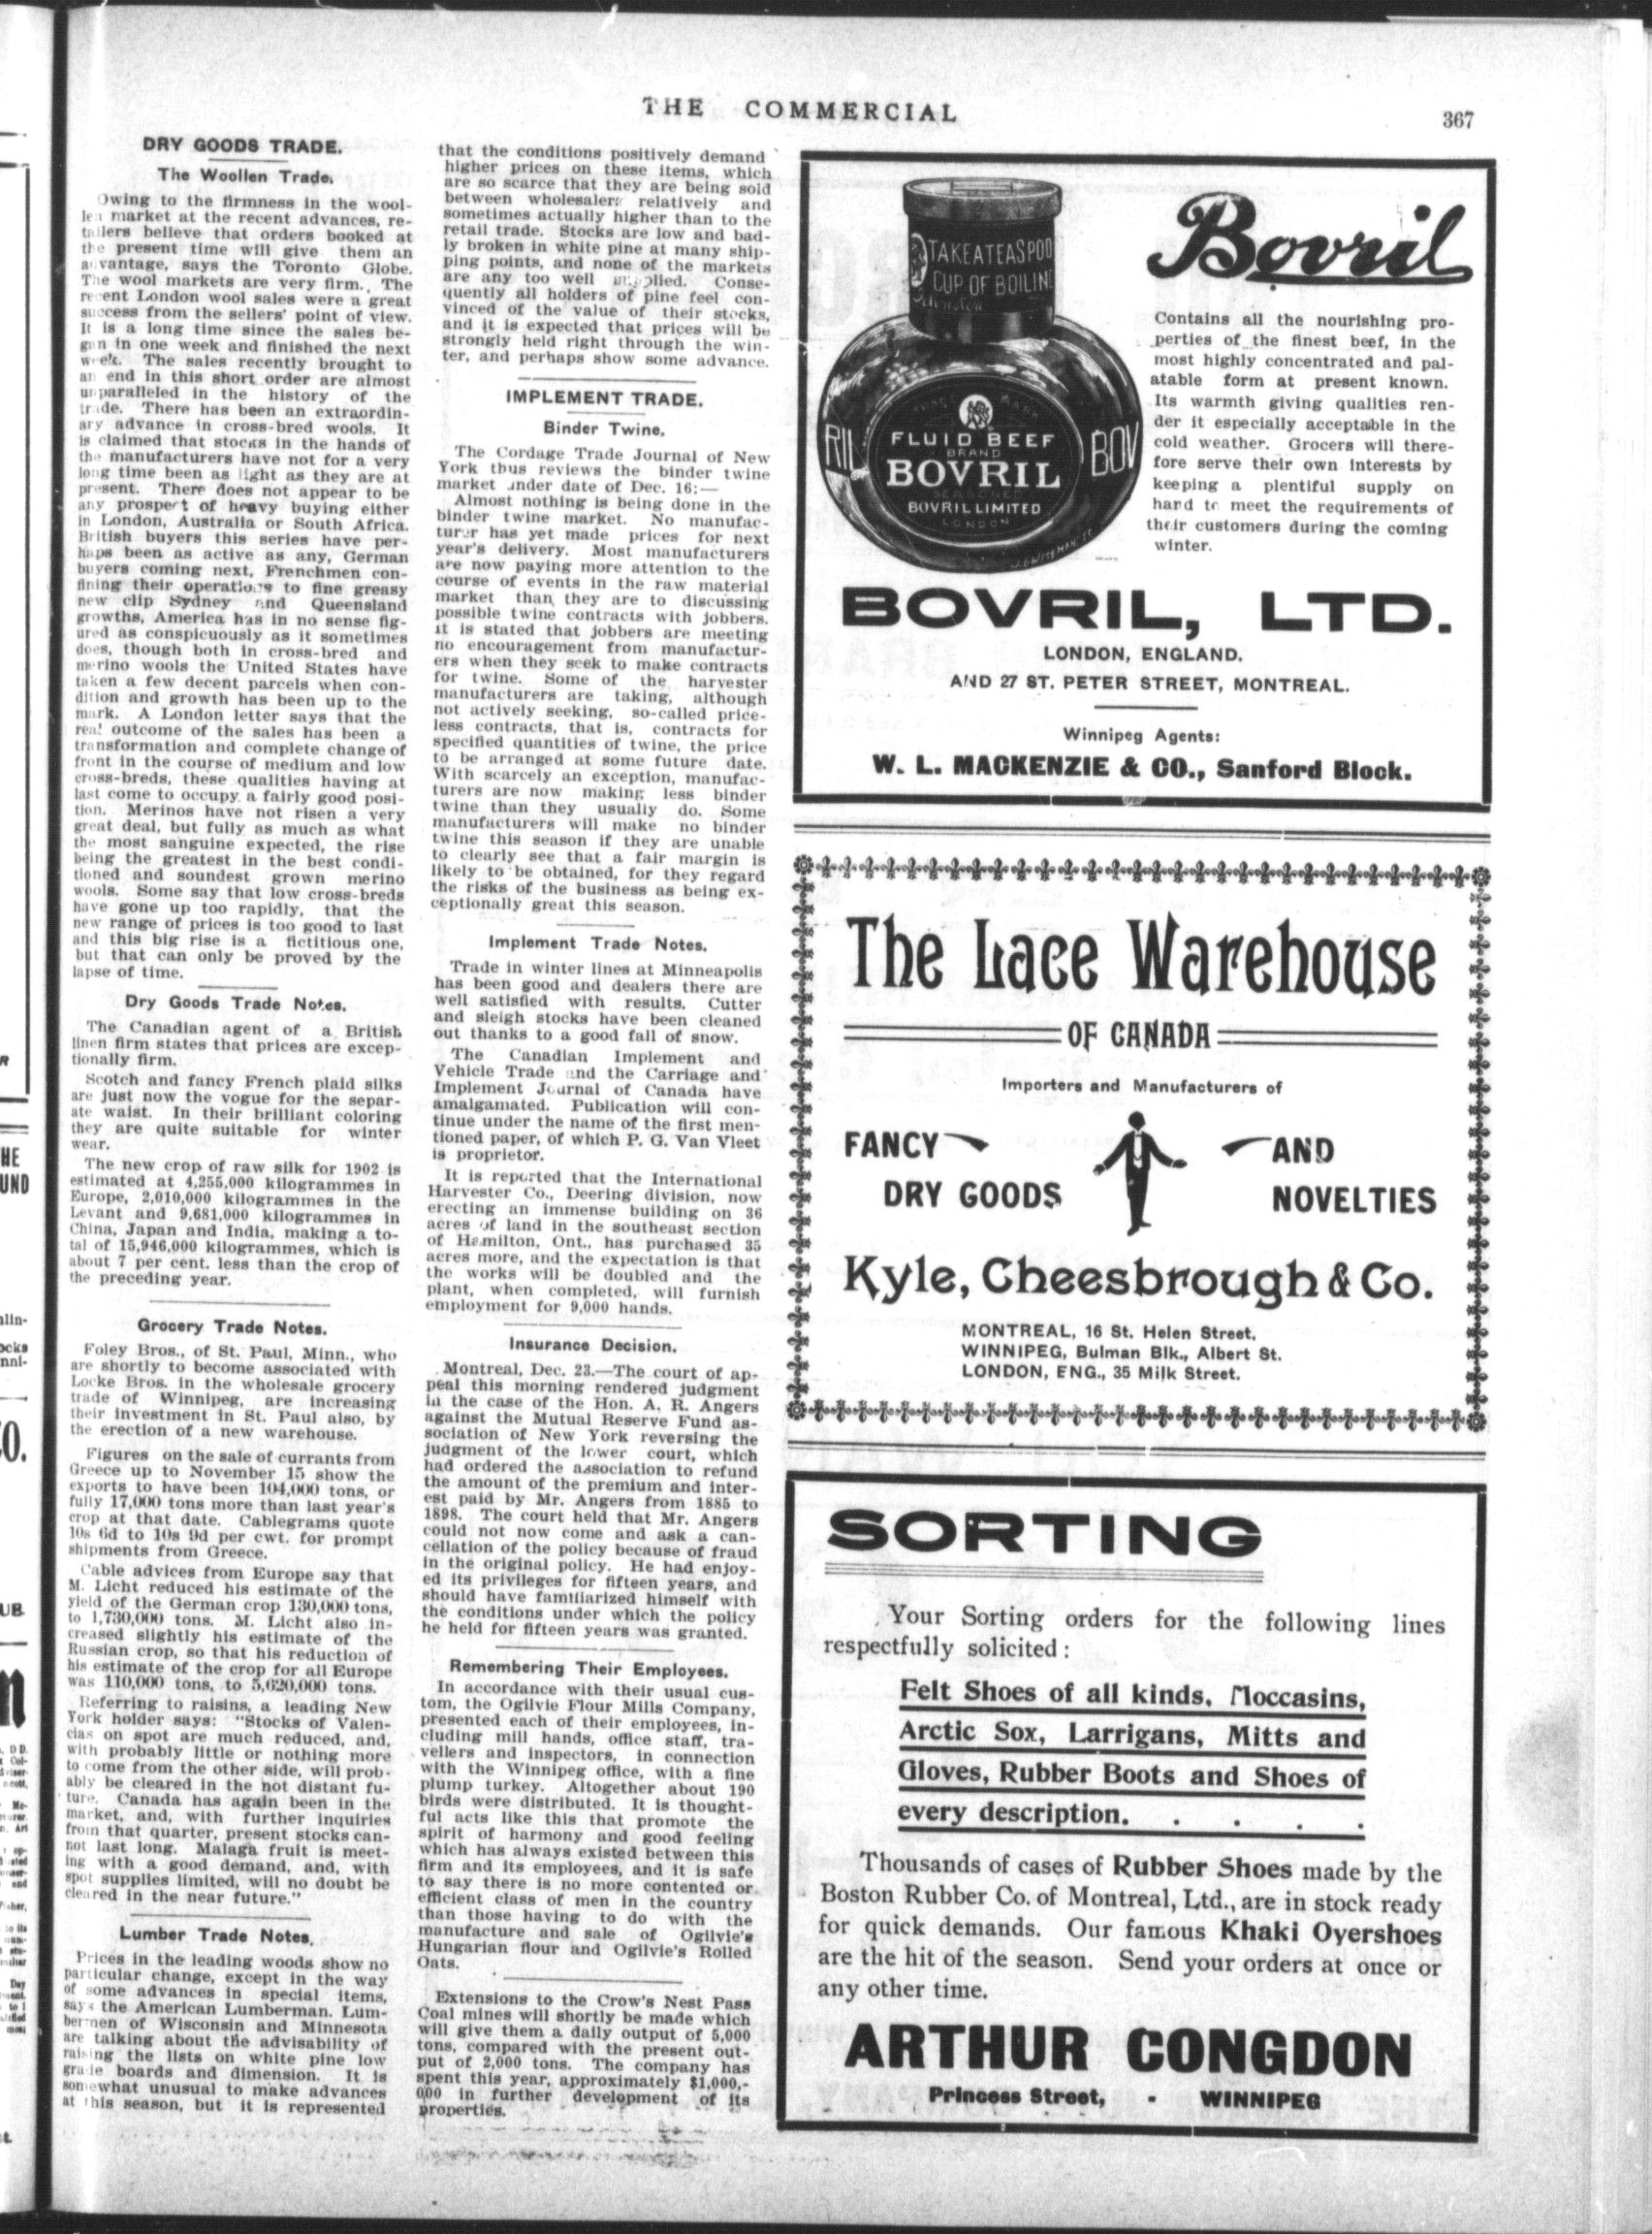 THE COMMERCIAL
367
DRY GOODS TRADE.
The Woollen Trade.
Owing to the firmness in the wool-
len market at the recent advances, re-
tailers believe that orders booked at
the present time will give them an
advantage, says the Toronto Globe.
The wool markets are very firm. The
recent London wool sales were a great
success from the sellers' point of view.
It is a long time since the sales be-
gan in one week and finished the next
week. The sales recently brought to
an end in this short order are almost
unparalleled in the history of the
trade. There has been an extraordin-
ary advance in cross-bred wools. It
is claimed that stocks in the hands of
the manufacturers have not for a very
long time been as light as they are at
present. There does not appear to be
any prospect of heavy buying either
in London, Australia or South Africa.
British buyers this series have per-
haps been as active as any, German
buyers coming next, Frenchmen con-
fining their operations to fine greasy
new clip Sydney and Queensland
growths, America has in no sense fig-
ured as conspicuously as it sometimes
does, though both in cross-bred and
merino wools the United States have
taken a few decent parcels when con-
dition and growth has been up to the
mark. A London letter says that the
real outcome of the sales has been a
transformation and complete change of
front in the course of medium and low
cross-breds, these qualities having at
last come to occupy a fairly good posi-
tion. Merinos have not risen a very
great deal, but fully as much as what
the most sanguine expected, the rise
being the greatest in the best condi-
tioned and soundest grown merino
wools. Some say that low cross-breds
have gone up too rapidly, that the
new range of prices is too good to last
and this big rise is a fictitious one,
but that can only be proved by the
lapse of time.
Dry Goods Trade Notes.
The Canadian agent of a British
linen firm states that prices are excep-
tionally firm.
Scotch and fancy French plaid silks
are just now the vogue for the separ-
ate waist. In their brilliant coloring
they are quite suitable for winter
wear.
The new crop of raw silk for 1902 is
estimated at 4,255,000 kilogrammes in
Europe, 2,010,000 kilogrammes in the
Levant and 9,681,000 kilogrammes in
China, Japan and India, making a to-
tal of 15,946,000 kilogrammes, which is
about 7 per cent. less than the crop of
the preceding year.
Grocery Trade Notes.
Foley Bros., of St. Paul, Minn., who
are shortly to become associated with
Locke Bros. in the wholesale grocery
trade of Winnipeg, are increasing
their investment in St. Paul also, by
the erection of a new warehouse.
Figures on the sale of currants from
Greece up to November 15 show the
exports to have been 104,000 tons, or
fully 17,000 tons more than last year's
crop at that date. Cablegrams quote
10s 6d to 10s 9d per cwt. for prompt
shipments from Greece.
Cable advices from Europe say that
M. Licht reduced his estimate of the
yield of the German crop 130,000 tons,
to 1,730,000 tons. M. Licht also in-
creased slightly his estimate of the
Russian crop, so that his reduction of
his estimate of the crop for all Europe
was 110,000 tons, to 5,620,000 tons.
Referring to raisins, a leading New
York holder says: "Stocks of Valen-
cias on spot are much reduced, and,
with probably little or nothing more
to come from the other side, will prob-
ably be cleared in the not distant fu-
ture. Canada has again been in the
market, and, with further inquiries
from that quarter, present stocks can-
not last long. Malaga fruit is meet-
ing with a good demand, and, with
spot supplies limited, will no doubt be
cleared in the near future."
Lumber Trade Notes.
Prices in the leading woods show no
particular change, except in the way
of some advances in special items,
says the American Lumberman. Lum-
bermen of Wisconsin and Minnesota
are talking about the advisability of
raising the lists on white pine low
grade boards and dimension. It is
somewhat unusual to make advances
at this season, but it is represented
that the conditions positively demand
higher prices on these items, which
are so scarce that they are being sold
between wholesalers relatively and
sometimes actually higher than to the
retail trade. Stocks are low and bad-
ly broken in white pine at many ship-
ping points, and none of the markets
are any too well supplied. Conse-
quently all holders of pine feel con-
vinced of the value of their stocks,
and it is expected that prices will be
strongly held right through the win-
ter, and perhaps show some advance.
IMPLEMENT TRADE.
Binder Twine.
The Cordage Trade Journal of New
York thus reviews the binder twine
market under date of Dec. 16:—
Almost nothing is being done in the
binder twine market. No manufac-
turer has yet made prices for next
year's delivery. Most manufacturers
are now paying more attention to the
course of events in the raw material
market than they are to discussing
possible twine contracts with jobbers.
It is stated that jobbers are meeting
no encouragement from manufactur-
ers when they seek to make contracts
for twine. Some of the harvester
manufacturers are taking, although
not actively seeking, so-called price-
less contracts, that is, contracts for
specified quantities of twine, the price
to be arranged at some future date.
With scarcely an exception, manufac-
turers are now making less binder
twine than they usually do. Some
manufacturers will make no binder
twine this season if they are unable
to clearly see that a fair margin is
likely to be obtained, for they regard
the risks of the business as being ex-
ceptionally great this season.
Implement Trade Notes.
Trade in winter lines at Minneapolis
has been good and dealers there are
well satisfied with results. Cutter
and sleigh stocks have been cleaned
out thanks to a good fall of snow.
The Canadian Implement and
Vehicle Trade and the Carriage and
Implement Journal of Canada have
amalgamated. Publication will con-
tinue under the name of the first men-
tioned paper, of which P. G. Van Vleet
is proprietor.
It is reported that the International
Harvester Co., Deering division, now
erecting an immense building on 36
acres of land in the southeast section
of Hamilton, Ont., has purchased 35
acres more, and the expectation is that
the works will be doubled and the
plant, when completed, will furnish
employment for 9,000 hands.
Insurance Decision.
Montreal, Dec. 23.—The court of ap-
peal this morning rendered judgment
in the case of the Hon. A. R. Angers
against the Mutual Reserve Fund as-
sociation of New York reversing the
judgment of the lower court, which
had ordered the association to refund
the amount of the premium and inter-
est paid by Mr. Angers from 1885 to
1898. The court held that Mr. Angers
could not now come and ask a can-
cellation of the policy because of fraud
in the original policy. He had enjoy-
ed its privileges for fifteen years, and
should have familiarized himself with
the conditions under which the policy
he held for fifteen years was granted.
Remembering Their Employees.
In accordance with their usual cus-
tom, the Ogilvie Flour Mills Company,
presented each of their employees, in-
cluding mill hands, office staff, tra-
vellers and inspectors, in connection
with the Winnipeg office, with a fine
plump turkey. Altogether about 190
birds were distributed. It is thought-
ful acts like this that promote the
spirit of harmony and good feeling
which has always existed between this
firm and its employees, and it is safe
to say there is no more contented or
efficient class of men in the country
than those having to do with the
manufacture and sale of Ogilvie's
Hungarian flour and Ogilvie's Rolled
Oats.
Extensions to the Crow's Nest Pass
Coal mines will shortly be made which
will give them a daily output of 5,000
tons, compared with the present out-
put of 2,000 tons. The company has
spent this year, approximately $1,000,-
000 in further development of its
properties.
TAKE A TEASPOO
CUP OF BOILING
RIL
BOV
TRADE MARK
FLUID BEEF
BRAND
BOVRIL
SEASONED
BOVRIL LIMITED
LONDON
Bovril
Contains all the nourishing pro-
perties of the finest beef, in the
most highly concentrated and pal-
atable form at present known.
Its warmth giving qualities ren-
der it especially acceptable in the
cold weather. Grocers will there-
fore serve their own interests by
keeping a plentiful supply on
hand to meet the requirements of
their customers during the coming
winter.
BOVRIL, LTD.
LONDON, ENGLAND.
AND 27 ST. PETER STREET, MONTREAL.
Winnipeg Agents:
W. L. MACKENZIE & CO., Sanford Block.
The Lace Warehouse
OF CANADA
Importers and Manufacturers of
FANCY DRY GOODS
AND NOVELTIES
Kyle, Cheesbrough & Co.
MONTREAL, 16 St. Helen Street.
WINNIPEG, Bulman Blk., Albert St.
LONDON, ENG., 35 Milk Street.
SORTING
Your Sorting orders for the following lines
respectfully solicited:
Felt Shoes of all kinds, Moccasins,
Arctic Sox, Larrigans, Mitts and
Gloves, Rubber Boots and Shoes of
every description. . . . .
Thousands of cases of Rubber Shoes made by the
Boston Rubber Co. of Montreal, Ltd., are in stock ready
for quick demands. Our famous Khaki Overshoes
are the hit of the season. Send your orders at once or
any other time.
ARTHUR CONGDON
Princess Street, - WINNIPEG